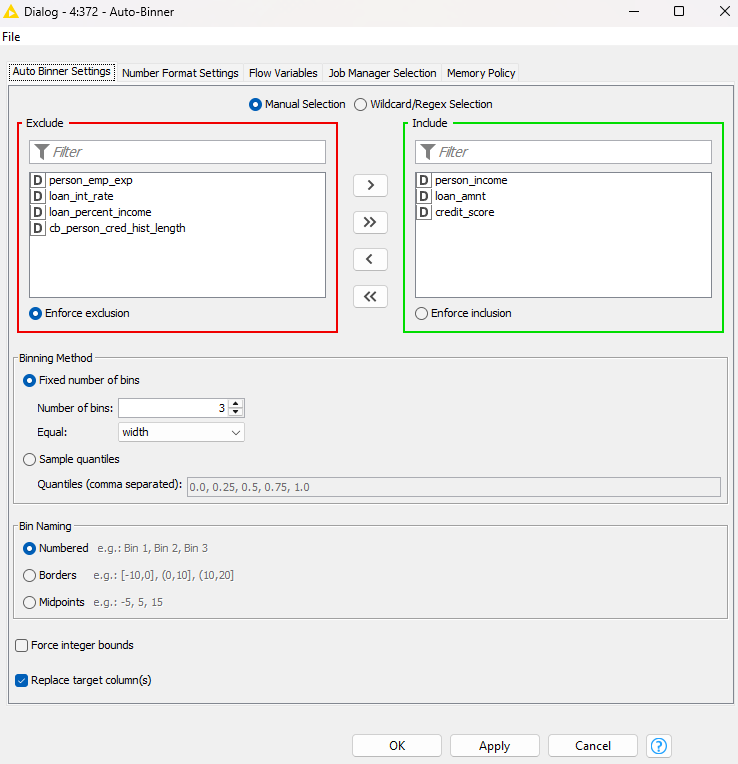 Dialog - 4:372 - Auto-Binner
File
Auto Binner Settings Number Format Settings Flow Variables Job Manager Selection Memory Policy
Manual Selection Wildcard/Regex Selection
Exclude
Filter
D person_emp_exp
D loan_int_rate
D loan_percent_income
D cb_person_cred_hist_length
Enforce exclusion
>
>>
<
<<
Include
Filter
D person_income
D loan_amnt
D credit_score
Enforce inclusion
Binning Method
Fixed number of bins
Number of bins: 3
Equal: width
Sample quantiles
Quantiles (comma separated): 0.0, 0.25, 0.5, 0.75, 1.0
Bin Naming
Numbered e.g.: Bin 1, Bin 2, Bin 3
Borders e.g.: [-10,0], (0,10], (10,20]
Midpoints e.g.: -5, 5, 15
Force integer bounds
Replace target column(s)
OK Apply Cancel ?